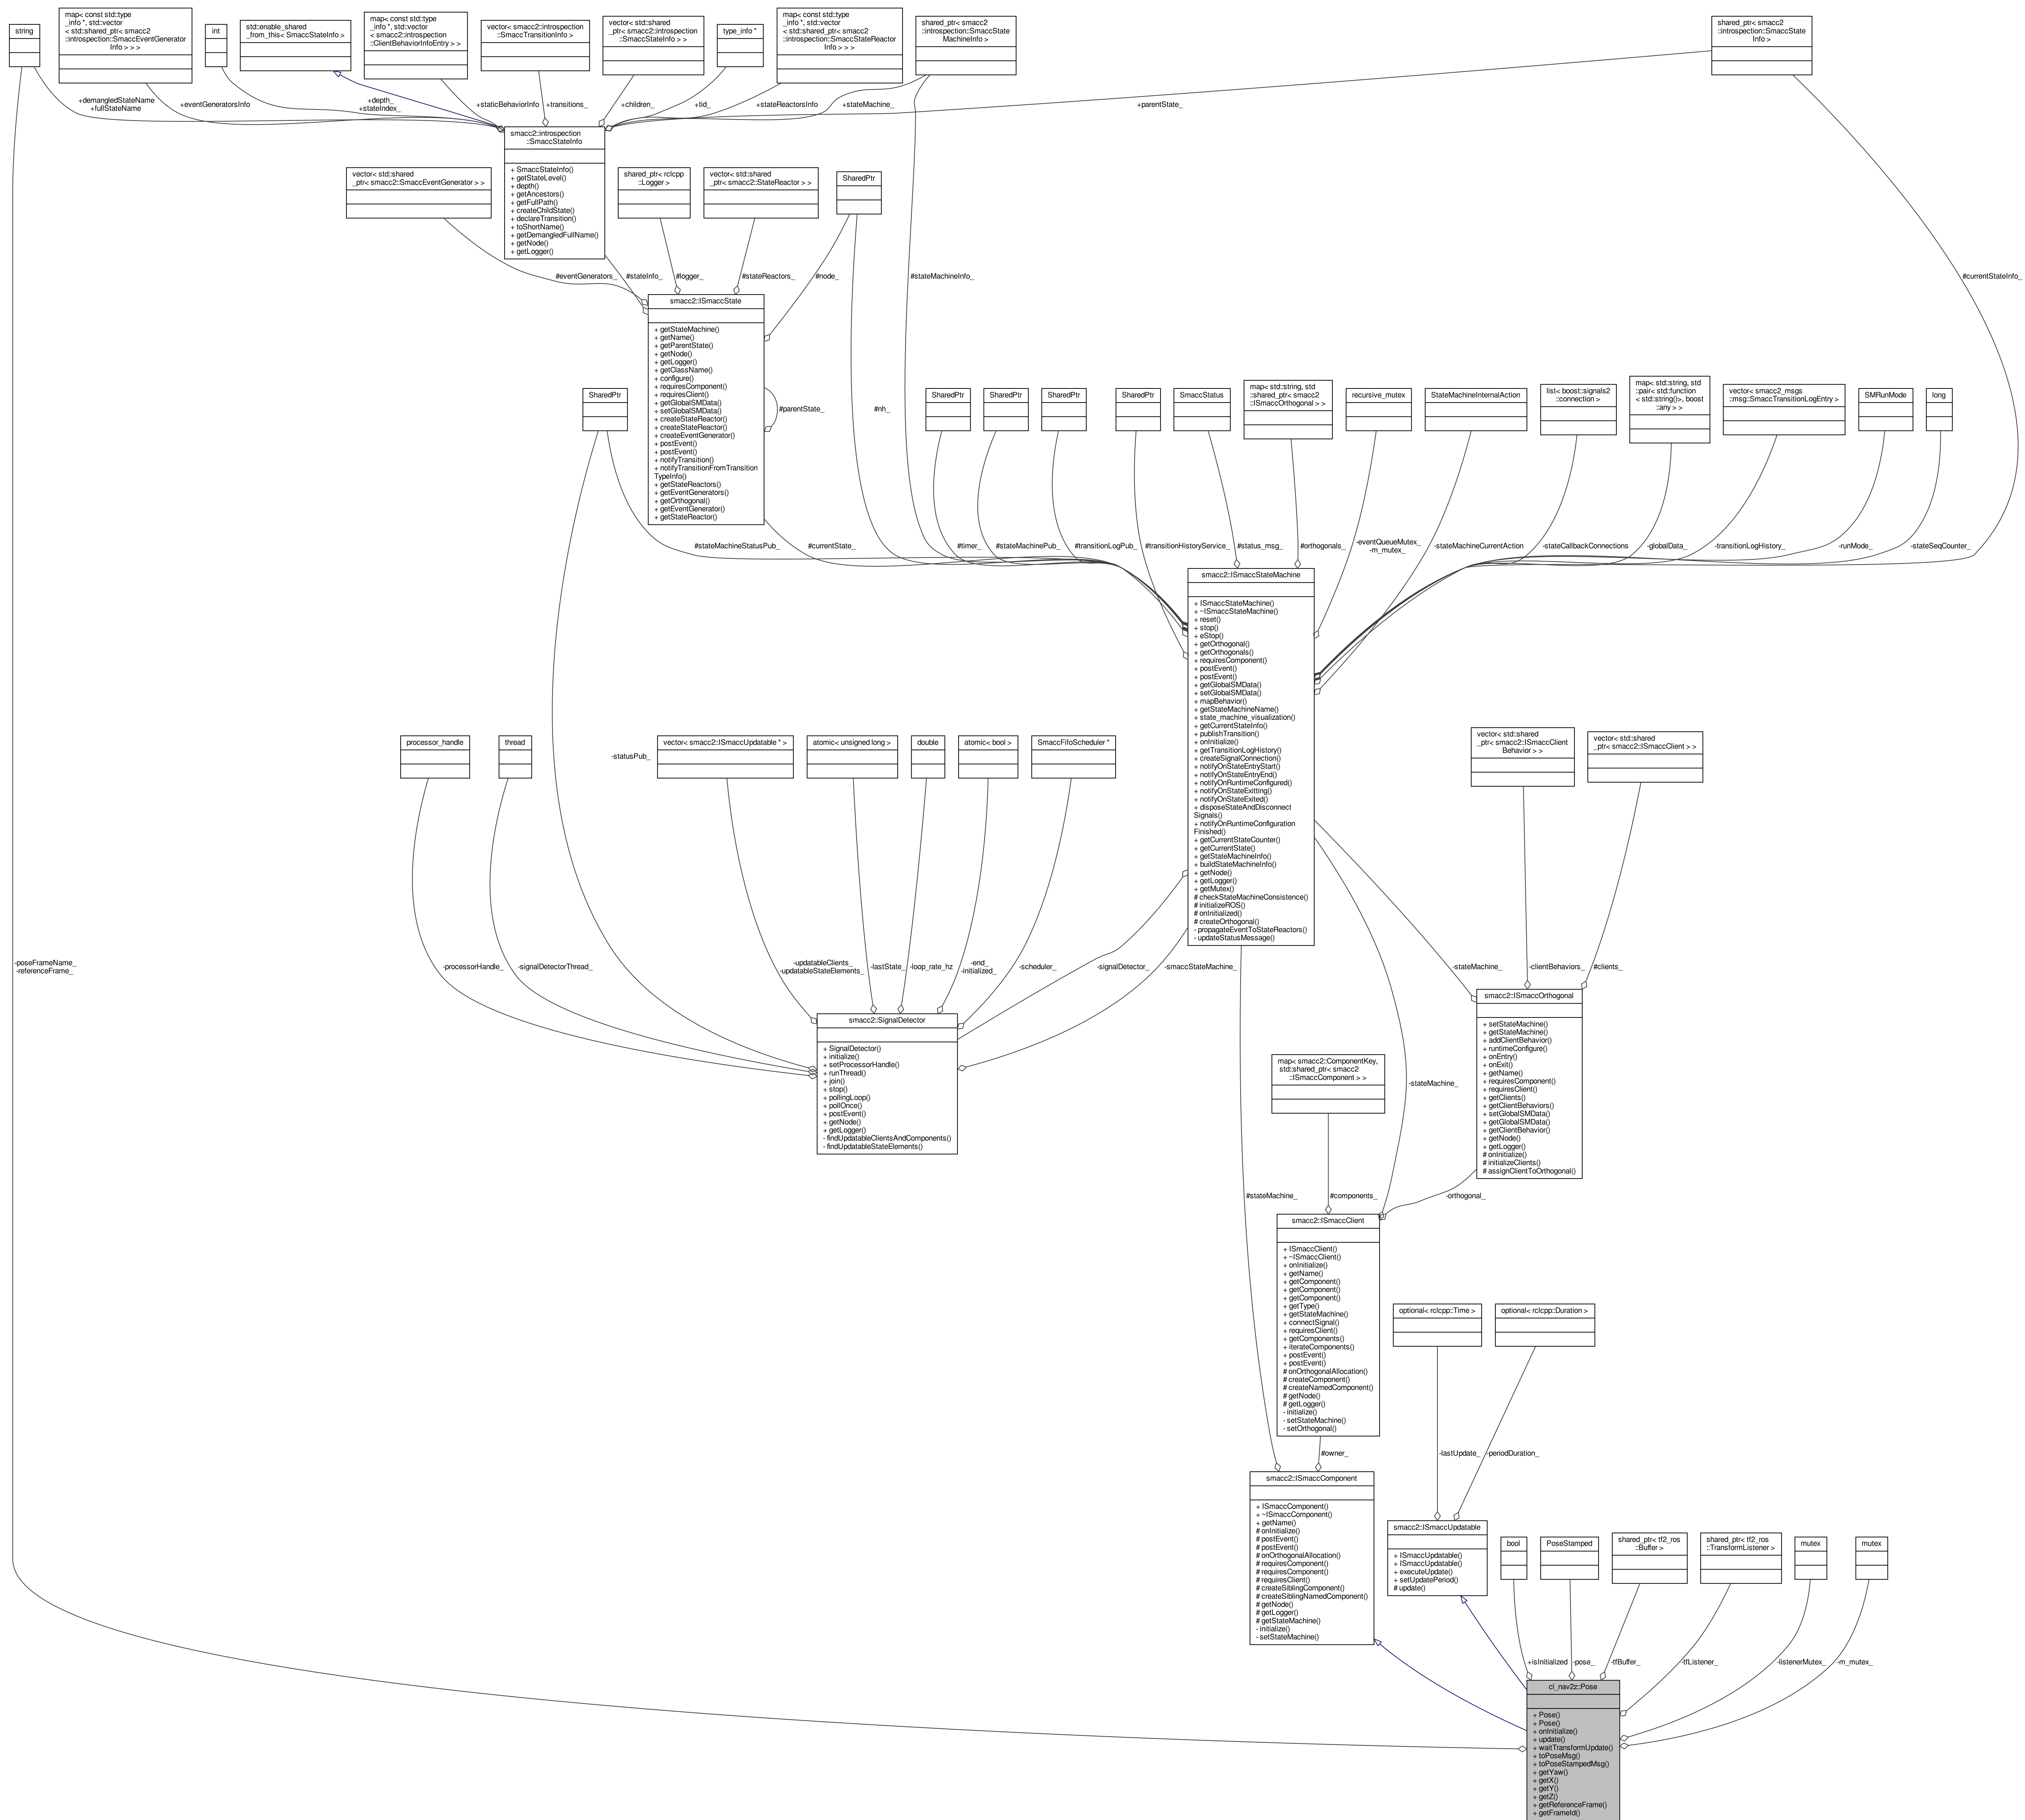 string
map< const std::type
_info *, std::vector
< std::shared_ptr< smacc2
::introspection::SmaccEventGenerator
Info > > >
int
std::enable_shared
_from_this< SmaccStateInfo >
map< const std::type
_info *, std::vector
< smacc2::introspection
::ClientBehaviorInfoEntry > >
vector< smacc2::introspection
::SmaccTransitionInfo >
vector< std::shared
_ptr< smacc2::introspection
::SmaccStateInfo > >
type_info *
map< const std::type
_info *, std::vector
< std::shared_ptr< smacc2
::introspection::SmaccStateReactor
Info > > >
shared_ptr< smacc2
::introspection::SmaccState
MachineInfo >
shared_ptr< smacc2
::introspection::SmaccState
Info >
+demangledStateName
+fullStateName
+eventGeneratorsInfo
+depth_
+stateIndex_
+staticBehaviorInfo
+transitions_
+children_
+tid_
+stateReactorsInfo
+stateMachine_
+parentState_
smacc2::introspection
::SmaccStateInfo
+ SmaccStateInfo()
+ getStateLevel()
+ depth()
+ getAncestors()
+ getFullPath()
+ createChildState()
+ declareTransition()
+ toShortName()
+ getDemangledFullName()
+ getNode()
+ getLogger()
vector< std::shared
_ptr< smacc2::SmaccEventGenerator > >
shared_ptr< rclcpp
::Logger >
vector< std::shared
_ptr< smacc2::StateReactor > >
SharedPtr
#eventGenerators_
#stateInfo_
#logger_
#stateReactors_
#node_
#stateMachineInfo_
#currentStateInfo_
smacc2::ISmaccState
+ getStateMachine()
+ getName()
+ getParentState()
+ getNode()
+ getLogger()
+ getClassName()
+ configure()
+ requiresComponent()
+ requiresClient()
+ getGlobalSMData()
+ setGlobalSMData()
+ createStateReactor()
+ createStateReactor()
+ createEventGenerator()
+ postEvent()
+ postEvent()
+ notifyTransition()
+ notifyTransitionFromTransition
TypeInfo()
+ getStateReactors()
+ getEventGenerators()
+ getOrthogonal()
+ getEventGenerator()
+ getStateReactor()
#parentState_
#nh_
SharedPtr
SharedPtr
SharedPtr
SharedPtr
SharedPtr
SmaccStatus
map< std::string, std
::shared_ptr< smacc2
::ISmaccOrthogonal > >
recursive_mutex
StateMachineInternalAction
list< boost::signals2
::connection >
map< std::string, std
::pair< std::function
< std::string()>, boost
::any > >
vector< smacc2_msgs
::msg::SmaccTransitionLogEntry >
SMRunMode
long
#stateMachineStatusPub_
#currentState_
#timer_
#stateMachinePub_
#transitionLogPub_
#transitionHistoryService_
#status_msg_
#orthogonals_
-eventQueueMutex_
-m_mutex_
-stateMachineCurrentAction
-stateCallbackConnections
-globalData_
-transitionLogHistory_
-runMode_
-stateSeqCounter_
smacc2::ISmaccStateMachine
+ ISmaccStateMachine()
+ ~ISmaccStateMachine()
+ reset()
+ stop()
+ eStop()
+ getOrthogonal()
+ getOrthogonals()
+ requiresComponent()
+ postEvent()
+ postEvent()
+ getGlobalSMData()
+ setGlobalSMData()
+ mapBehavior()
+ getStateMachineName()
+ state_machine_visualization()
+ getCurrentStateInfo()
+ publishTransition()
+ onInitialize()
+ getTransitionLogHistory()
+ createSignalConnection()
+ notifyOnStateEntryStart()
+ notifyOnStateEntryEnd()
+ notifyOnRuntimeConfigured()
+ notifyOnStateExitting()
+ notifyOnStateExited()
+ disposeStateAndDisconnect
Signals()
+ notifyOnRuntimeConfiguration
Finished()
+ getCurrentStateCounter()
+ getCurrentState()
+ getStateMachineInfo()
+ buildStateMachineInfo()
+ getNode()
+ getLogger()
+ getMutex()
# checkStateMachineConsistence()
# initializeROS()
# onInitialized()
# createOrthogonal()
- propagateEventToStateReactors()
- updateStatusMessage()
processor_handle
thread
-statusPub_
vector< smacc2::ISmaccUpdatable * >
atomic< unsigned long >
double
atomic< bool >
SmaccFifoScheduler *
vector< std::shared
_ptr< smacc2::ISmaccClient
Behavior > >
vector< std::shared
_ptr< smacc2::ISmaccClient > >
-poseFrameName_
-referenceFrame_
-processorHandle_
-signalDetectorThread_
-updatableClients_
-updatableStateElements_
-lastState_
-loop_rate_hz
-end_
-initialized_
-scheduler_
-signalDetector_
-smaccStateMachine_
-stateMachine_
-clientBehaviors_
#clients_
smacc2::SignalDetector
+ SignalDetector()
+ initialize()
+ setProcessorHandle()
+ runThread()
+ join()
+ stop()
+ pollingLoop()
+ pollOnce()
+ postEvent()
+ getNode()
+ getLogger()
- findUpdatableClientsAndComponents()
- findUpdatableStateElements()
smacc2::ISmaccOrthogonal
+ setStateMachine()
+ getStateMachine()
+ addClientBehavior()
+ runtimeConfigure()
+ onEntry()
+ onExit()
+ getName()
+ requiresComponent()
+ requiresClient()
+ getClients()
+ getClientBehaviors()
+ setGlobalSMData()
+ getGlobalSMData()
+ getClientBehavior()
+ getNode()
+ getLogger()
# onInitialize()
# initializeClients()
# assignClientToOrthogonal()
map< smacc2::ComponentKey,
std::shared_ptr< smacc2
::ISmaccComponent > >
-stateMachine_
#stateMachine_
#components_
-orthogonal_
smacc2::ISmaccClient
+ ISmaccClient()
+ ~ISmaccClient()
+ onInitialize()
+ getName()
+ getComponent()
+ getComponent()
+ getComponent()
+ getType()
+ getStateMachine()
+ connectSignal()
+ requiresClient()
+ getComponents()
+ iterateComponents()
+ postEvent()
+ postEvent()
# onOrthogonalAllocation()
# createComponent()
# createNamedComponent()
# getNode()
# getLogger()
- initialize()
- setStateMachine()
- setOrthogonal()
optional< rclcpp::Time >
optional< rclcpp::Duration >
#owner_
-lastUpdate_
-periodDuration_
smacc2::ISmaccComponent
+ ISmaccComponent()
+ ~ISmaccComponent()
+ getName()
# onInitialize()
# postEvent()
# postEvent()
# onOrthogonalAllocation()
# requiresComponent()
# requiresComponent()
# requiresClient()
# createSiblingComponent()
# createSiblingNamedComponent()
# getNode()
# getLogger()
# getStateMachine()
- initialize()
- setStateMachine()
smacc2::ISmaccUpdatable
+ ISmaccUpdatable()
+ ISmaccUpdatable()
+ executeUpdate()
+ setUpdatePeriod()
# update()
bool
PoseStamped
shared_ptr< tf2_ros
::Buffer >
shared_ptr< tf2_ros
::TransformListener >
mutex
mutex
+isInitialized
-pose_
-tfBuffer_
-tfListener_
-listenerMutex_
-m_mutex_
cl_nav2z::Pose
+ Pose()
+ Pose()
+ onInitialize()
+ update()
+ waitTransformUpdate()
+ toPoseMsg()
+ toPoseStampedMsg()
+ getYaw()
+ getX()
+ getY()
+ getZ()
+ getReferenceFrame()
+ getFrameId()